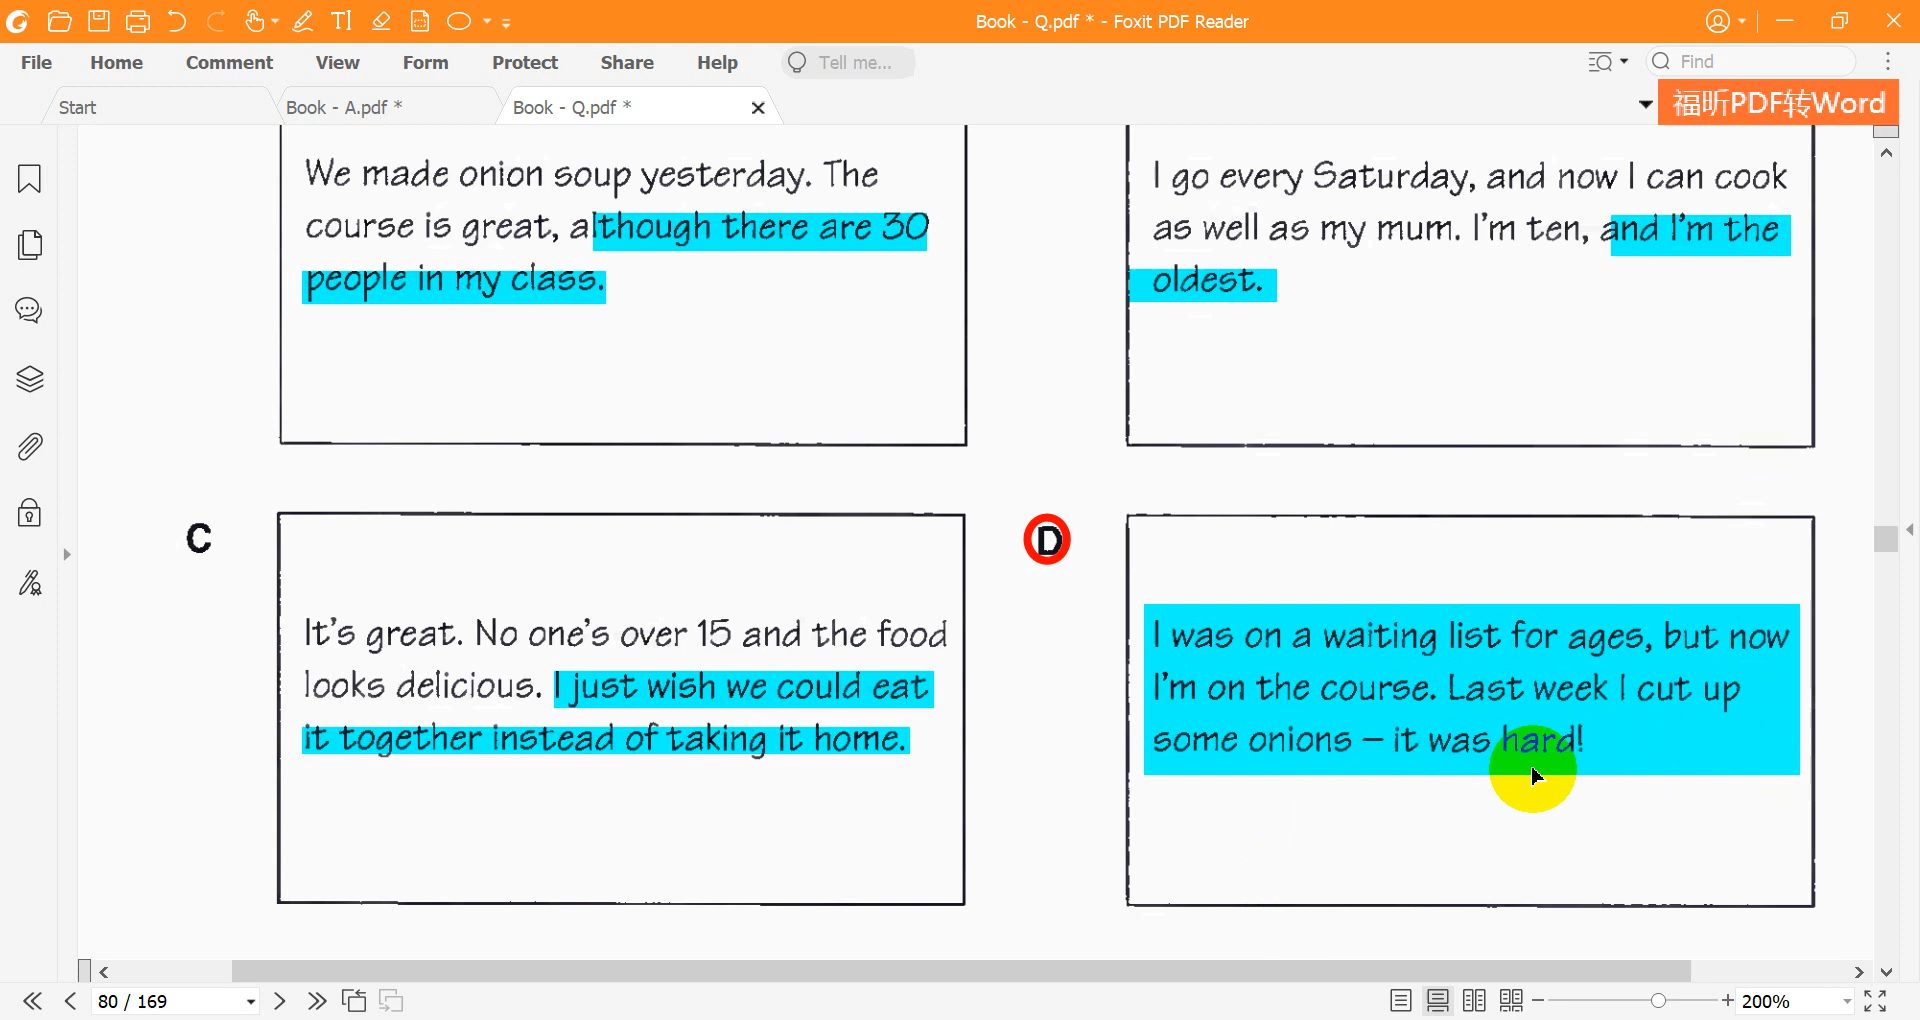 Book - Q.pdf * - Foxit PDF Reader
File Home Comment View Form Protect Share Help Tell me... Find
Start Book - A.pdf * Book - Q.pdf * 福昕PDF转Word
We made onion soup yesterday. The
course is great, although there are 30
people in my class.
I go every Saturday, and now I can cook
as well as my mum. I'm ten, and I'm the
oldest.
C
It's great. No one's over 15 and the food
looks delicious. I just wish we could eat
it together instead of taking it home.
D
I was on a waiting list for ages, but now
I'm on the course. Last week I cut up
some onions – it was hard!
80 / 169 200%